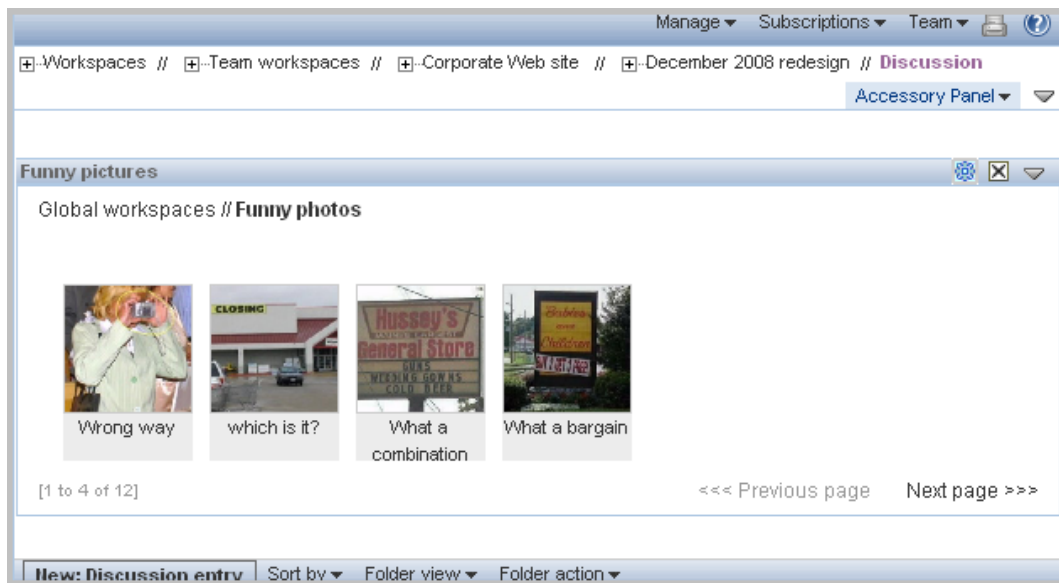 Manage Subscriptions Team
Workspaces // Team workspaces // Corporate Web site // December 2008 redesign // Discussion
Accessory Panel
Funny pictures
Global workspaces // Funny photos
CLOSING
Hussey's
General Store
GUNS
WEDDING GOWNS
COLD BEER
Babies
and
Children
Wrong way
which is it?
What a combination
What a bargain
[1 to 4 of 12]
<<< Previous page Next page >>>
New: Discussion entry Sort by Folder view Folder action